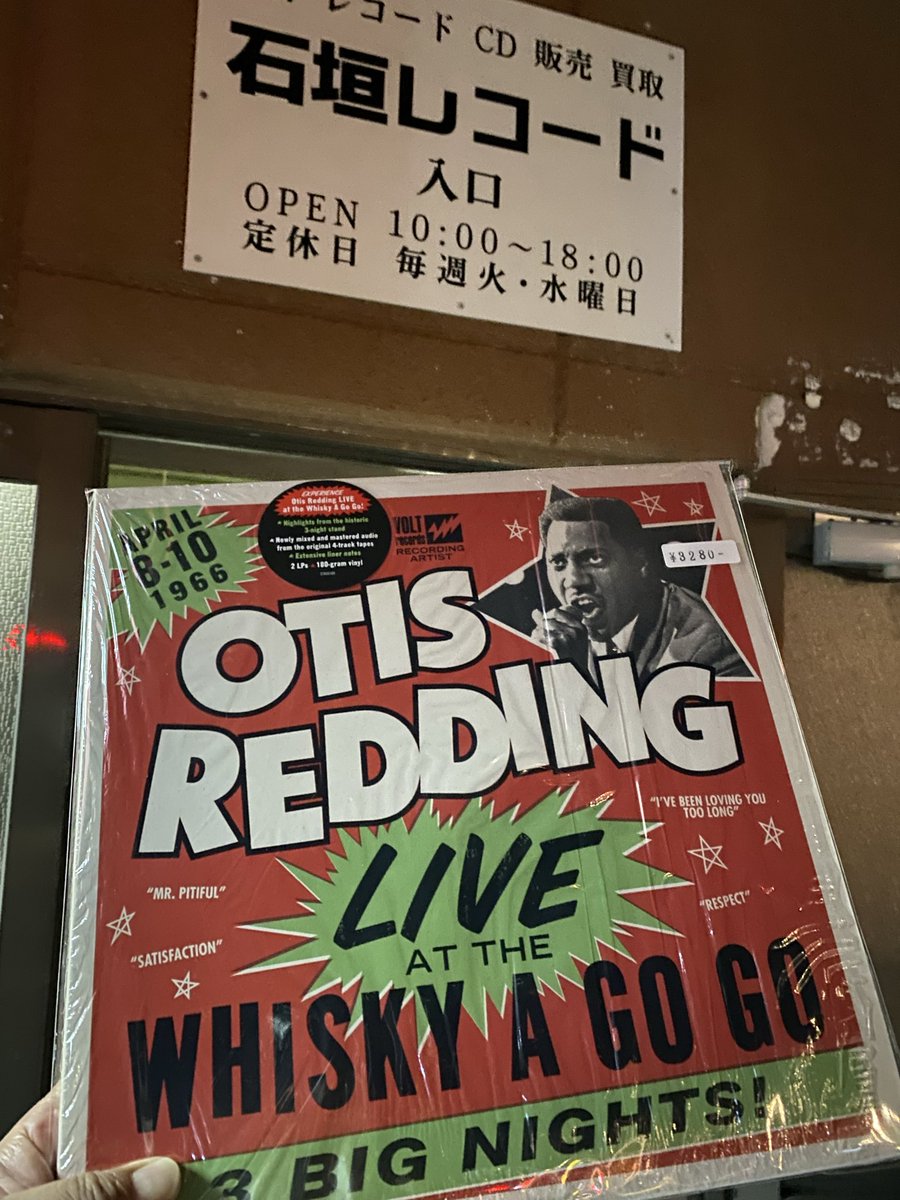 レコード CD 販売 買取
石垣レコード
入口
OPEN 10:00～18:00
定休日 毎週火・水曜日
APRIL
8-10
1966
EXPERIENCE
Otis Redding LIVE
at the Whisky A Go Go!
Highlights from the historic
3-night stand
Newly mixed and mastered audio
from the original 4-track tapes
Extensive liner notes
2 LPs 180-gram vinyl
VOLT
records
RECORDING
ARTIST
¥3280-
OTIS
REDDING
"I'VE BEEN LOVING YOU
TOO LONG"
"MR. PITIFUL"
"RESPECT"
"SATISFACTION"
LIVE
AT THE
WHISKY A GO GO
3 BIG NIGHTS!